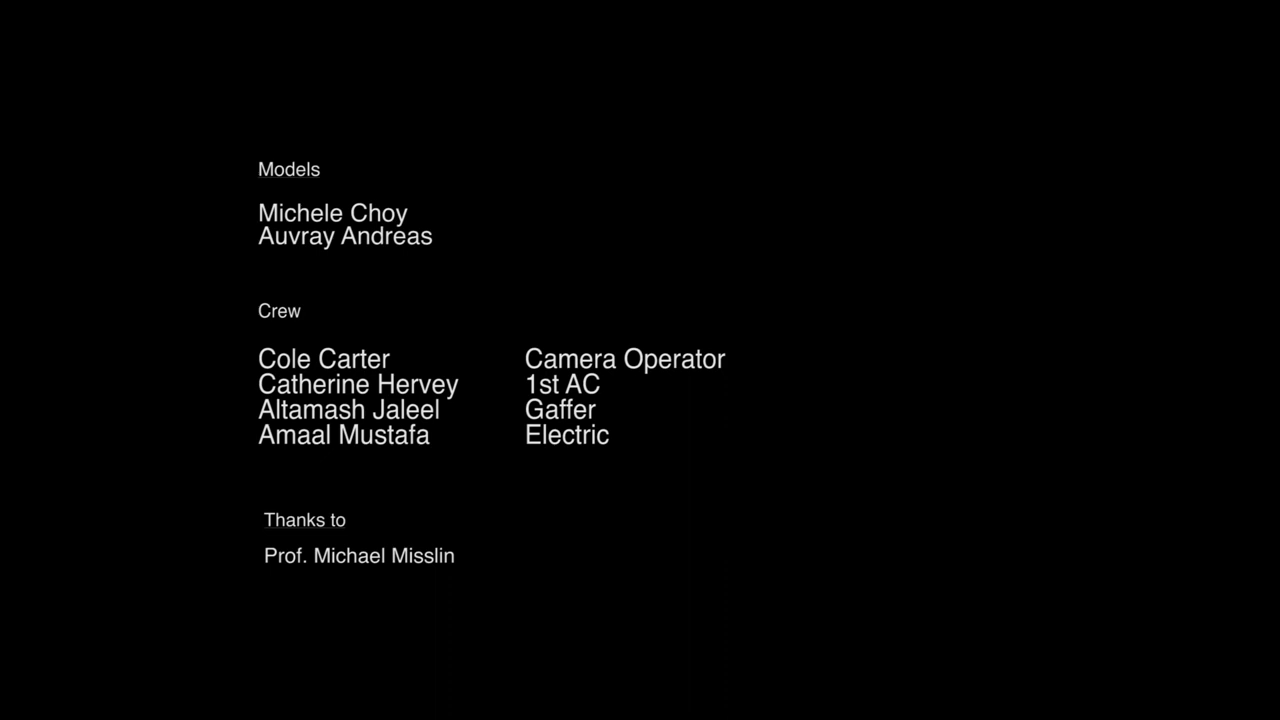 Models
Michele Choy
Auvray Andreas
Crew
Cole Carter Camera Operator
Catherine Hervey 1st AC
Altamash Jaleel Gaffer
Amaal Mustafa Electric
Thanks to
Prof. Michael Misslin